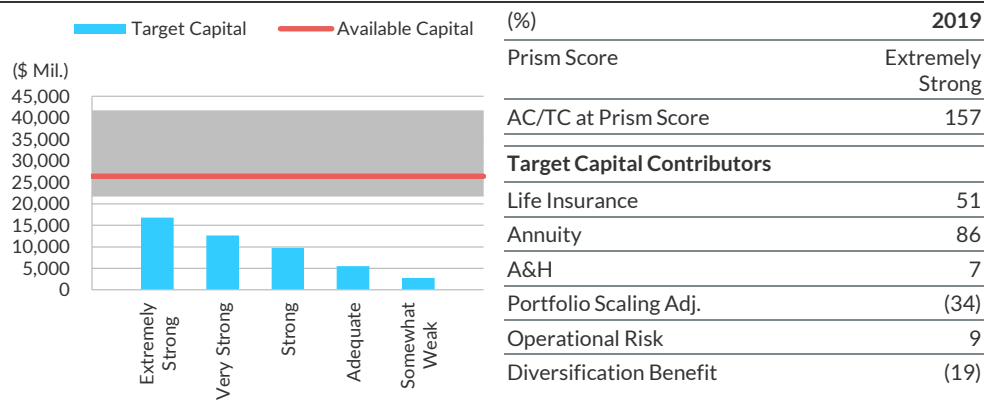 Target Capital
Available Capital
($ Mil.)
45,000
40,000
35,000
30,000
25,000
20,000
15,000
10,000
5,000
0
Extremely
Strong
Very Strong
Strong
Adequate
Somewhat
Weak
(%) 2019
Prism Score Extremely
Strong
AC/TC at Prism Score 157
Target Capital Contributors
Life Insurance 51
Annuity 86
A&H 7
Portfolio Scaling Adj. (34)
Operational Risk 9
Diversification Benefit (19)